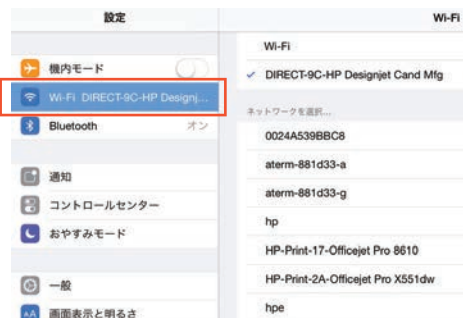 設定
機内モード
Wi-Fi DIRECT-9C-HP Designj...
Bluetooth オン
通知
コントロールセンター
おやすみモード
一般
AA 画面表示と明るさ
Wi-Fi
Wi-Fi
✓ DIRECT-9C-HP Designjet Cand Mfg
ネットワークを選択...
0024A539BBC8
aterm-881d33-a
aterm-881d33-g
hp
HP-Print-17-Officejet Pro 8610
HP-Print-2A-Officejet Pro X551dw
hpe